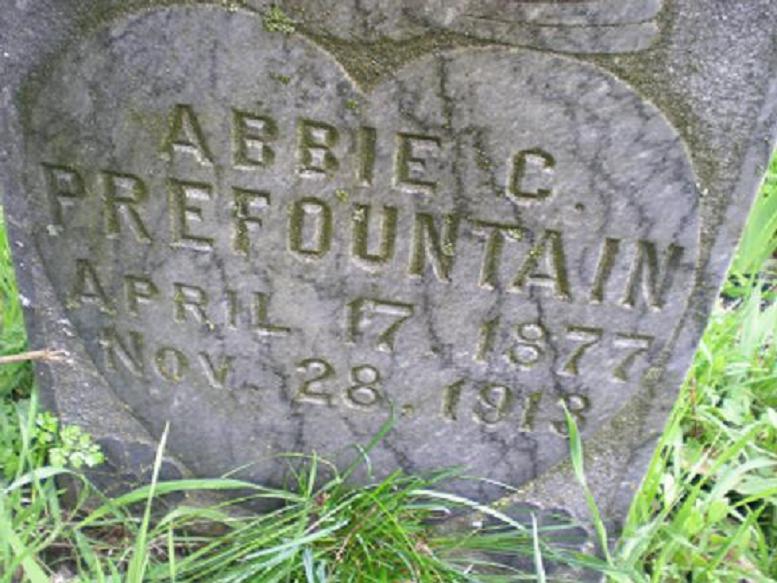 ABBIE C.
PREFOUNTAIN
APRIL 17, 1877
NOV. 28, 1913